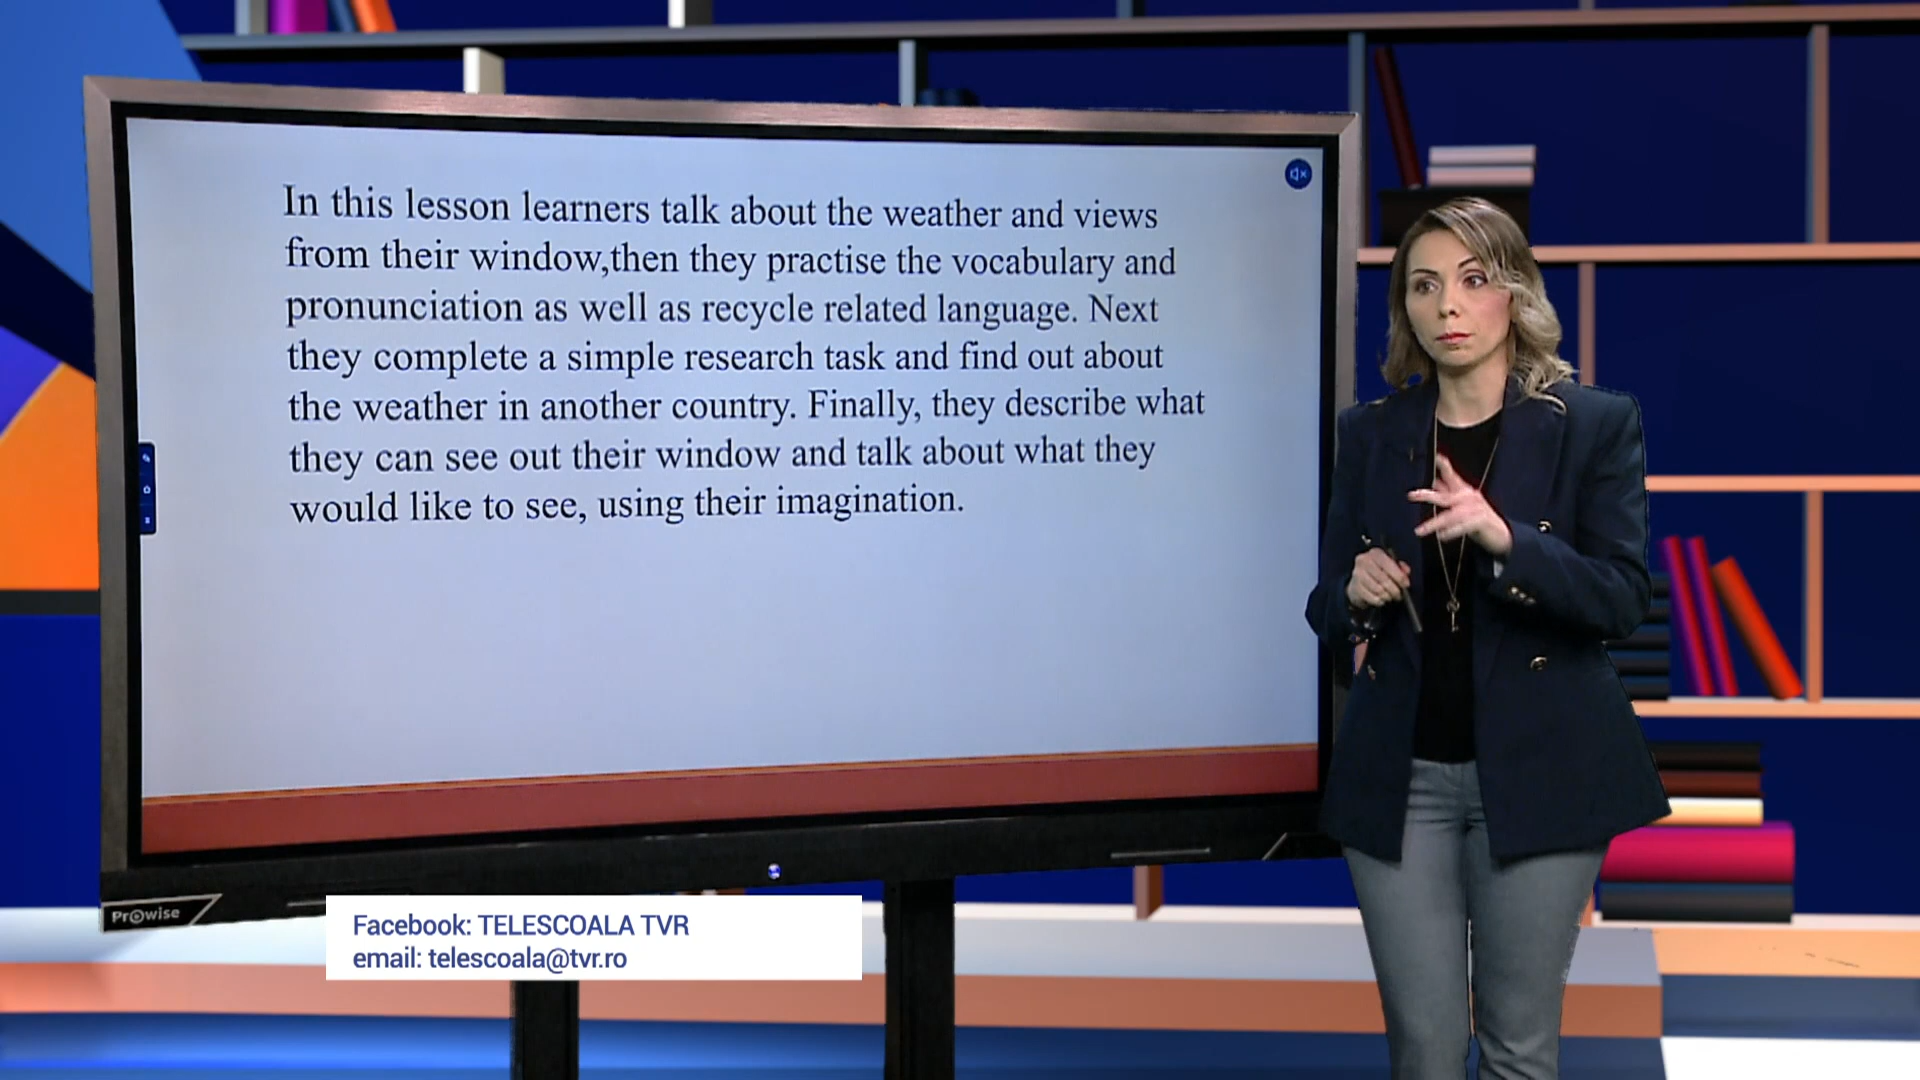 In this lesson learners talk about the weather and views
from their window,then they practise the vocabulary and
pronunciation as well as recycle related language. Next
they complete a simple research task and find out about
the weather in another country. Finally, they describe what
they can see out their window and talk about what they
would like to see, using their imagination.
Prowise
Facebook: TELESCOALA TVR
email: telescoala@tvr.ro